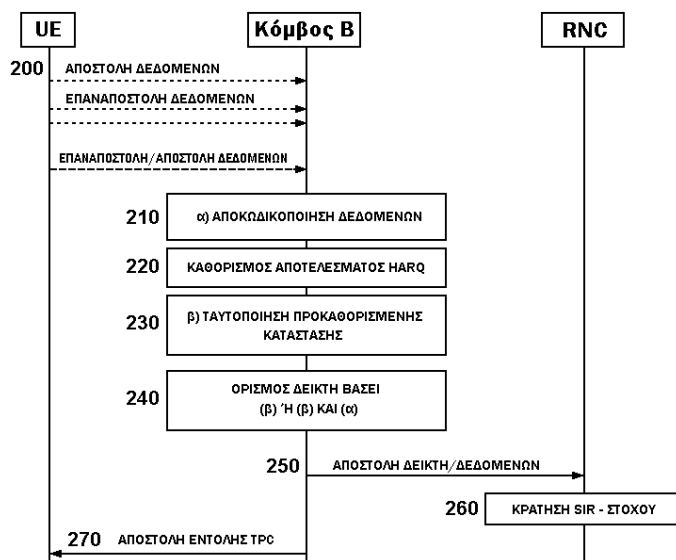 UE
Κόμβος Β
RNC
200
ΑΠΟΣΤΟΛΗ ΔΕΔΟΜΕΝΩΝ
ΕΠΑΝΑΠΟΣΤΟΛΗ ΔΕΔΟΜΕΝΩΝ
ΕΠΑΝΑΠΟΣΤΟΛΗ/ΑΠΟΣΤΟΛΗ ΔΕΔΟΜΕΝΩΝ
210
α) ΑΠΟΚΩΔΙΚΟΠΟΙΗΣΗ ΔΕΔΟΜΕΝΩΝ
220
ΚΑΘΟΡΙΣΜΟΣ ΑΠΟΤΕΛΕΣΜΑΤΟΣ HARQ
230
β) ΤΑΥΤΟΠΟΙΗΣΗ ΠΡΟΚΑΘΟΡΙΣΜΕΝΗΣ
ΚΑΤΑΣΤΑΣΗΣ
240
ΟΡΙΣΜΟΣ ΔΕΙΚΤΗ ΒΑΣΕΙ
(β) Ή (β) ΚΑΙ (α)
250
ΑΠΟΣΤΟΛΗ ΔΕΙΚΤΗ/ΔΕΔΟΜΕΝΩΝ
260
ΚΡΑΤΗΣΗ SIR - ΣΤΟΧΟΥ
270
ΑΠΟΣΤΟΛΗ ΕΝΤΟΛΗΣ TPC